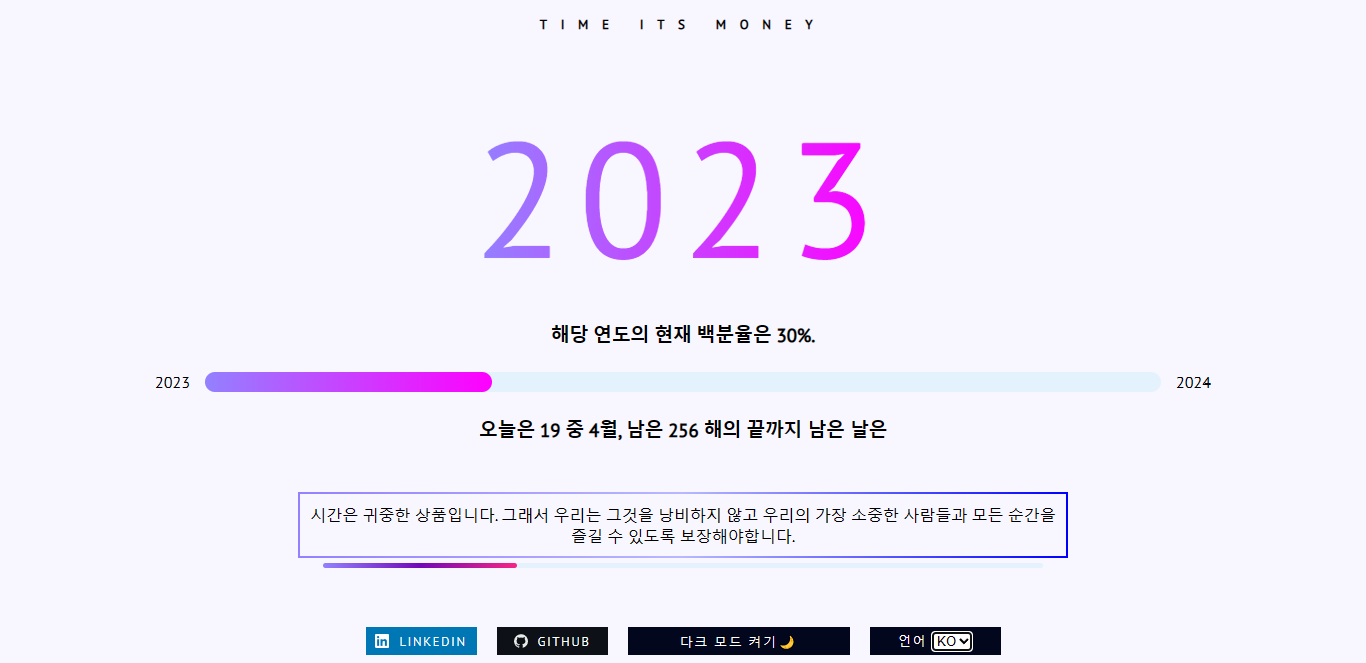 TIME ITS MONEY
2023
해당 연도의 현재 백분율은 30%.
2023
2024
오늘은 19 중 4월, 남은 256 해의 끝까지 남은 날은
시간은 귀중한 상품입니다. 그래서 우리는 그것을 낭비하지 않고 우리의 가장 소중한 사람들과 모든 순간을
즐길 수 있도록 보장해야합니다.
LINKEDIN GITHUB 다크 모드 켜기🌙 언어 KO